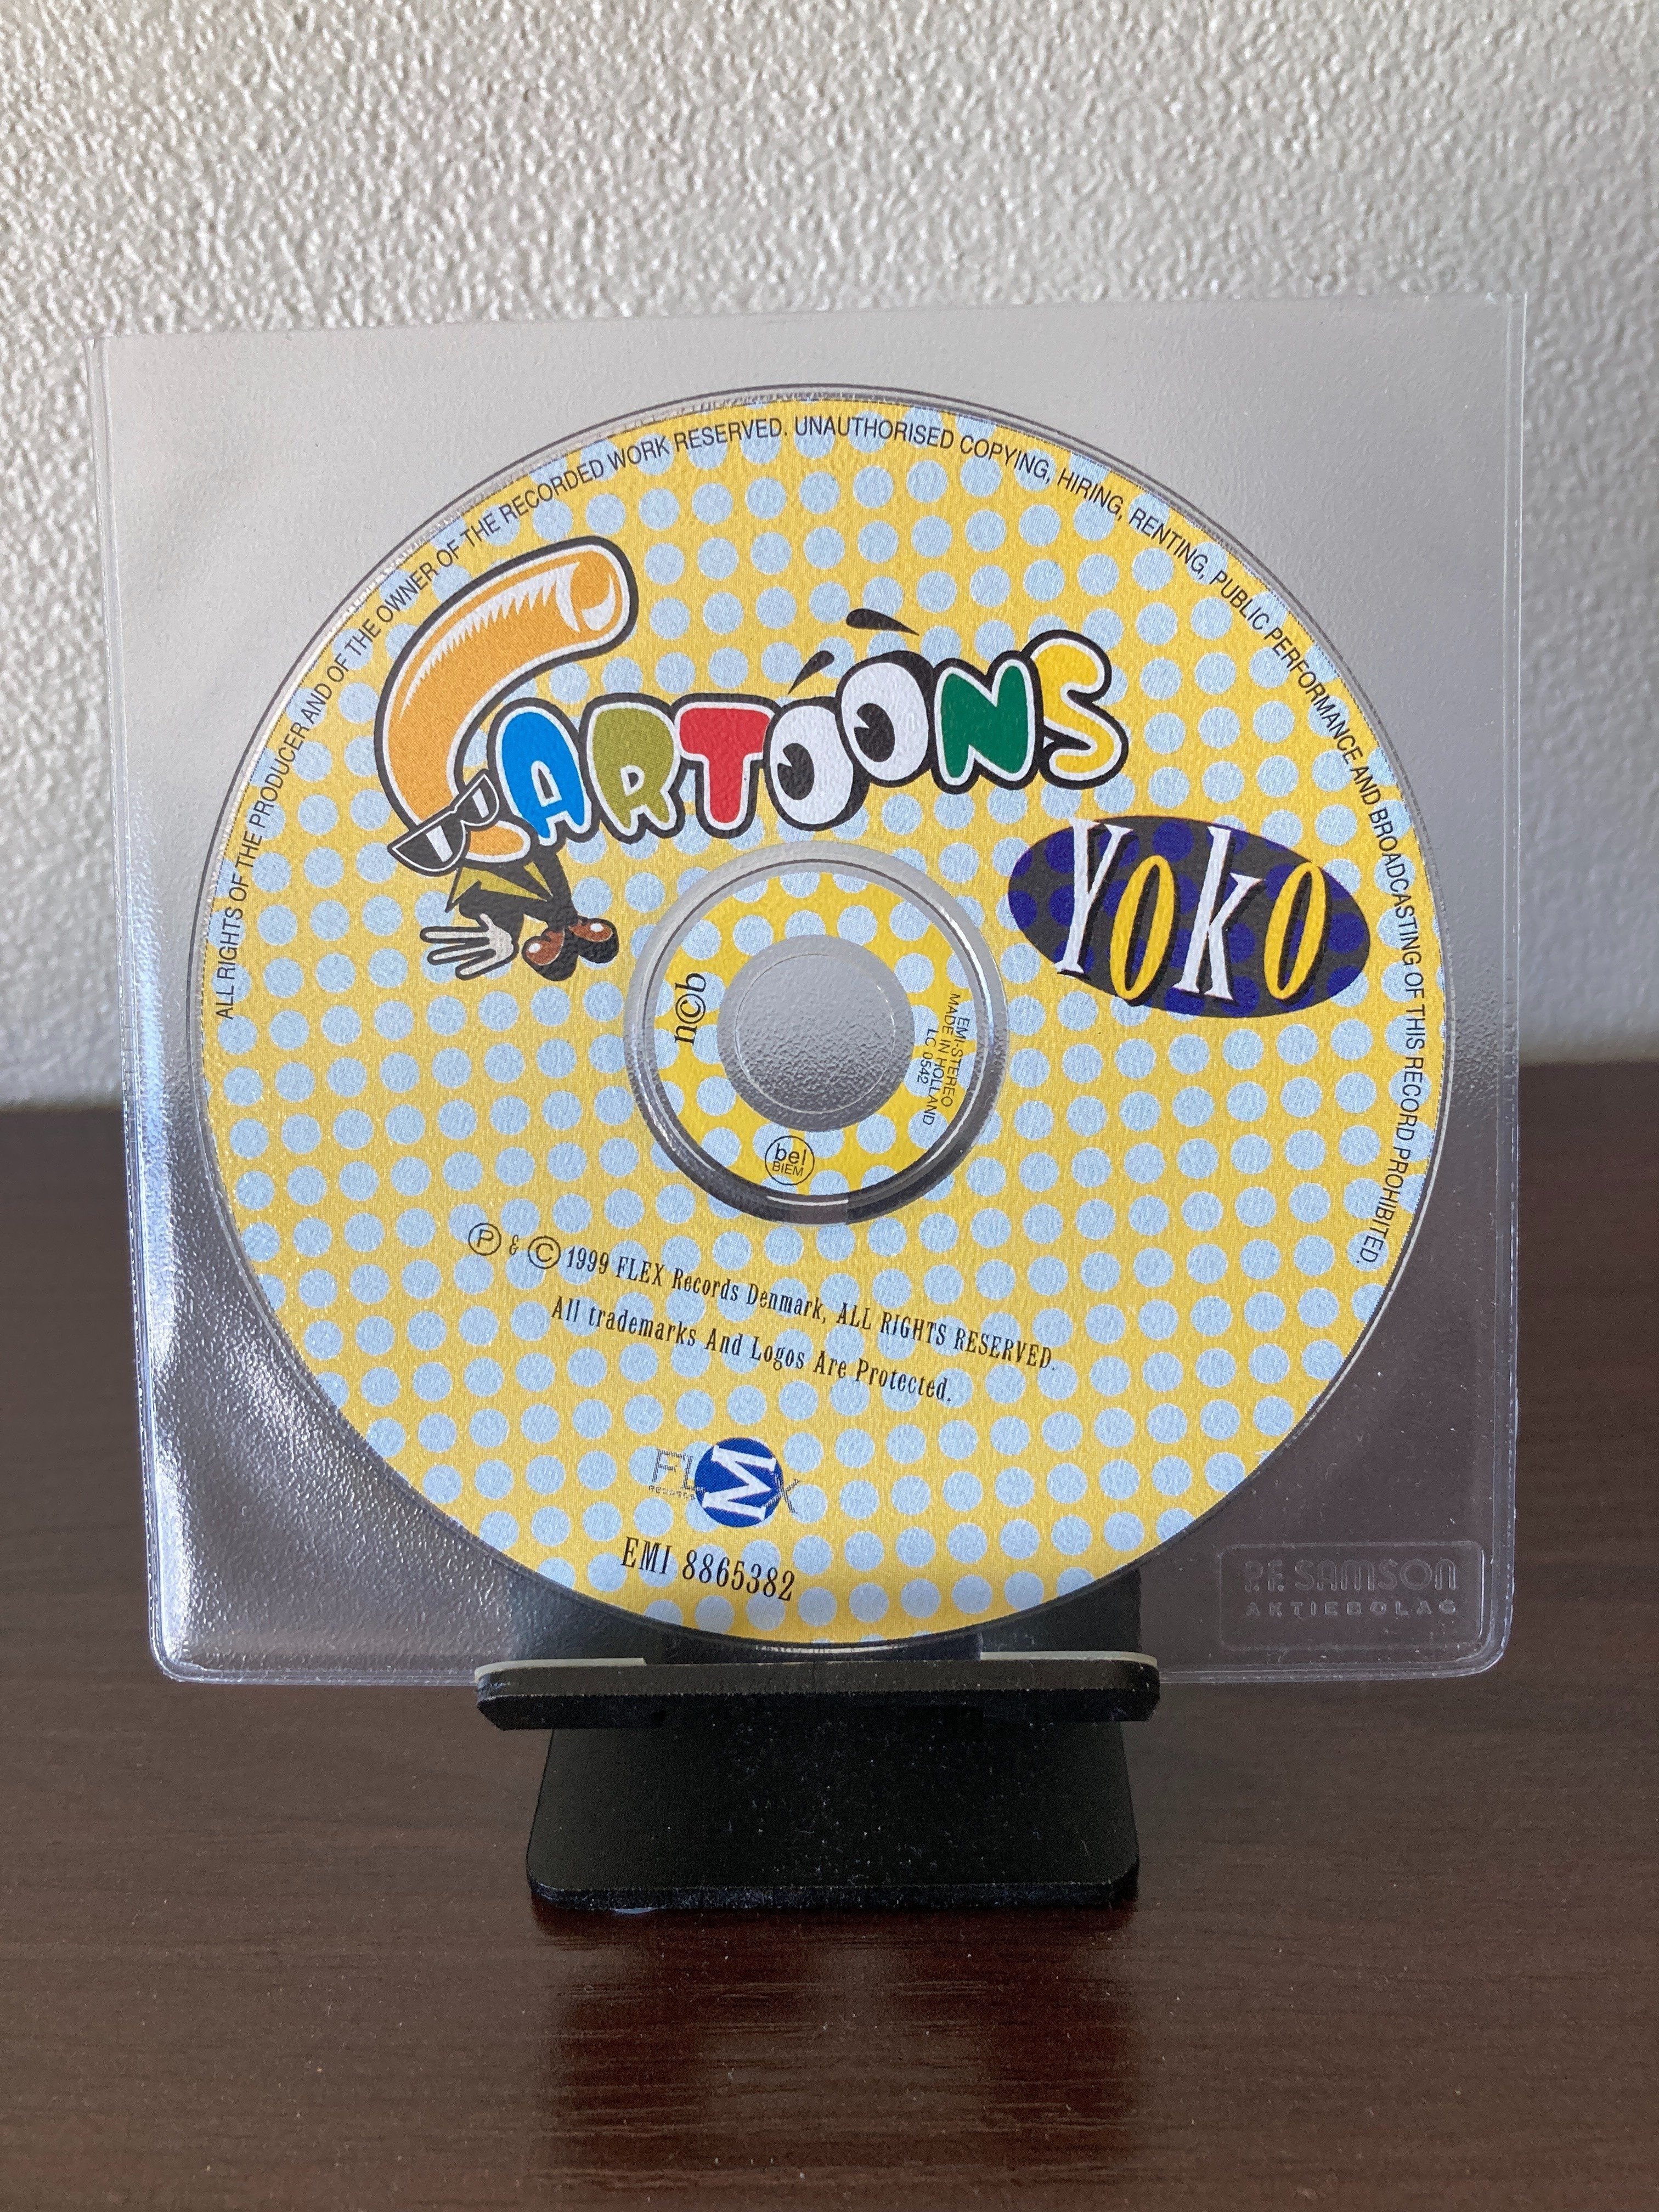 ALL RIGHTS OF THE PRODUCER AND OF THE OWNER OF THE RECORDED WORK RESERVED. UNAUTHORISED COPYING, HIRING, RENTING, PUBLIC PERFORMANCE AND BROADCASTING OF THIS RECORD PROHIBITED.
CARTOONS
YOKO
n©b
EMI-STEREO
MADE IN HOLLAND
LC 0542
bel
BIEM
Ⓟ & © 1999 FLEX Records Denmark, ALL RIGHTS RESERVED.
All trademarks And Logos Are Protected.
FLMX
RECORDS
EMI 8865382
P.F. SAMSON
AKTIEBOLAG